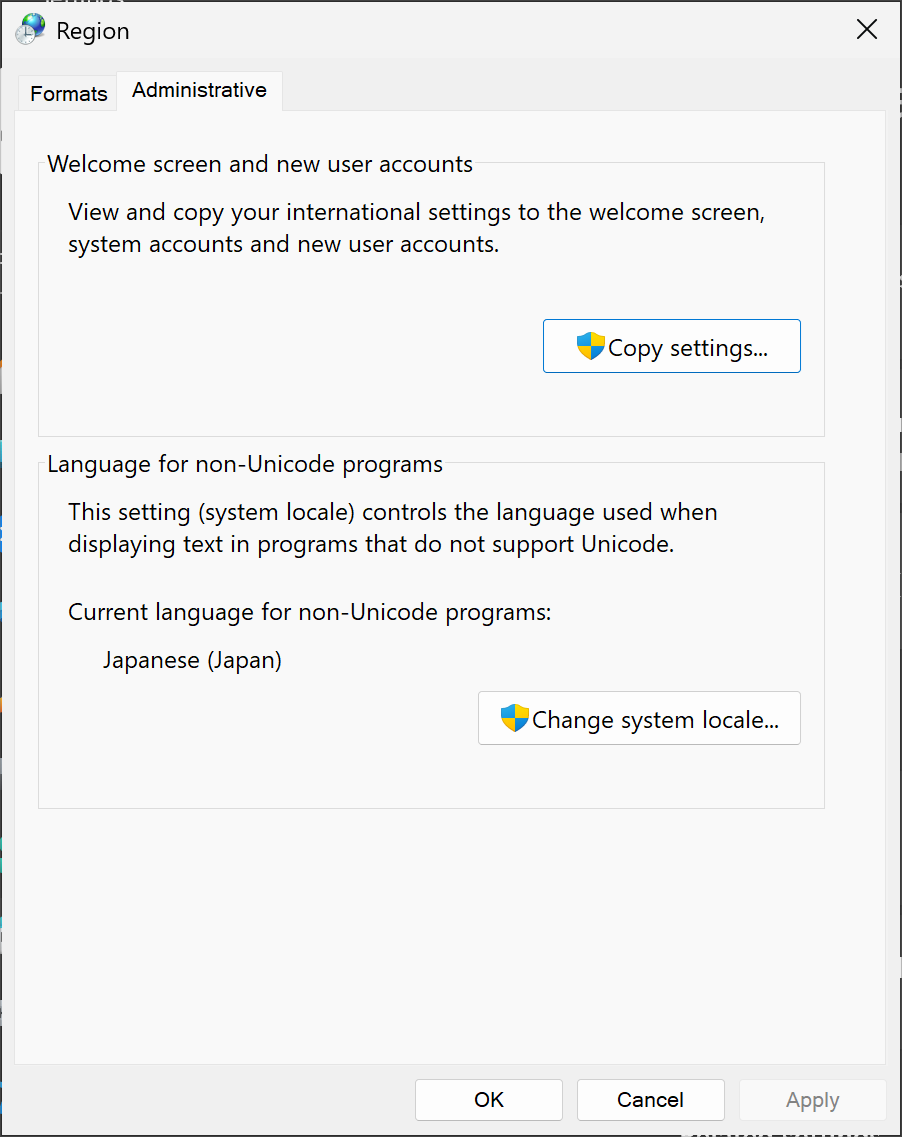 Region
Formats
Administrative
Welcome screen and new user accounts
View and copy your international settings to the welcome screen,
system accounts and new user accounts.
Copy settings...
Language for non-Unicode programs
This setting (system locale) controls the language used when
displaying text in programs that do not support Unicode.
Current language for non-Unicode programs:
Japanese (Japan)
Change system locale...
OK
Cancel
Apply